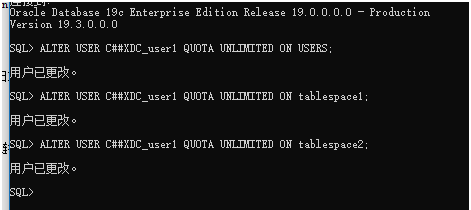 Oracle Database 19c Enterprise Edition Release 19.0.0.0.0 - Production
Version 19.3.0.0.0
SQL> ALTER USER C##XDC_user1 QUOTA UNLIMITED ON USERS;
用户已更改。
SQL> ALTER USER C##XDC_user1 QUOTA UNLIMITED ON tablespace1;
用户已更改。
SQL> ALTER USER C##XDC_user1 QUOTA UNLIMITED ON tablespace2;
用户已更改。
SQL>